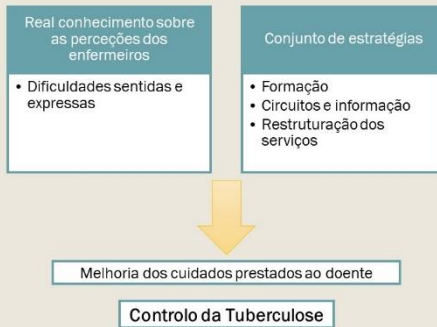 Real conhecimento sobre
as perceções dos
enfermeiros
• Dificuldades sentidas e
expressas
Conjunto de estratégias
• Formação
• Circuitos e informação
• Restruturação dos
serviços
Melhoria dos cuidados prestados ao doente
Controlo da Tuberculose